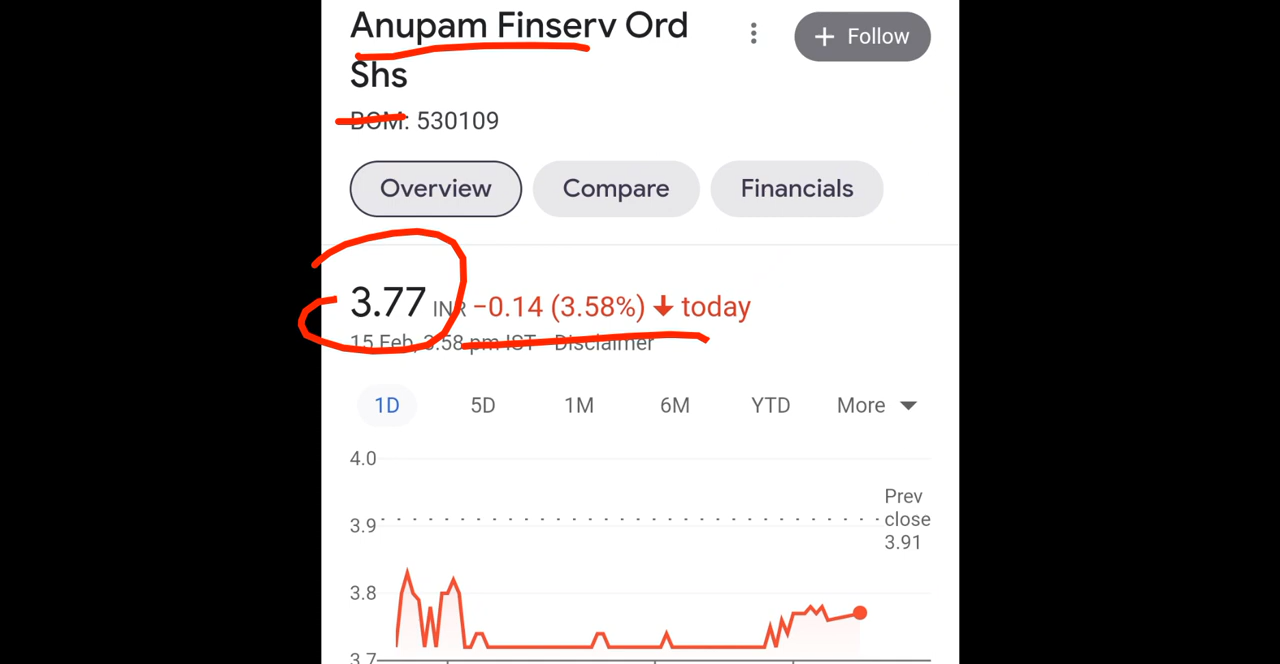 Anupam Finserv Ord
Shs
+ Follow
BOM: 530109
Overview
Compare
Financials
3.77 INR −0.14 (3.58%) ↓ today
15 Feb, 3:58 pm IST · Disclaimer
1D 5D 1M 6M YTD More
4.0
Prev
close
3.91
3.9
3.8
3.7